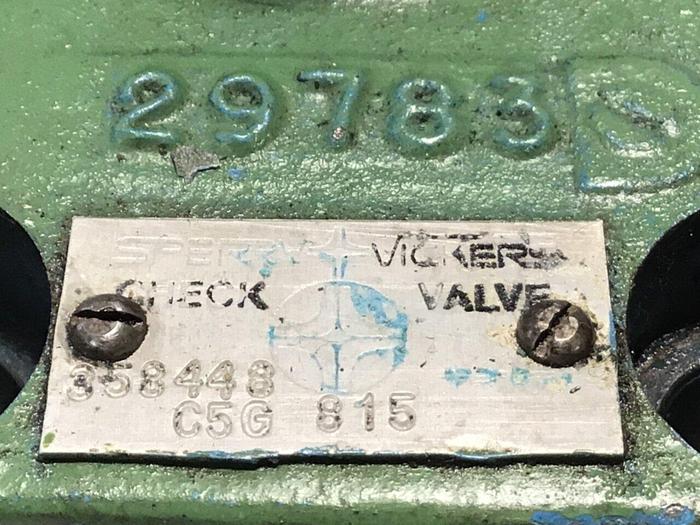 29783
SPERRY VICKERS
CHECK VALVE
358448
C5G 815